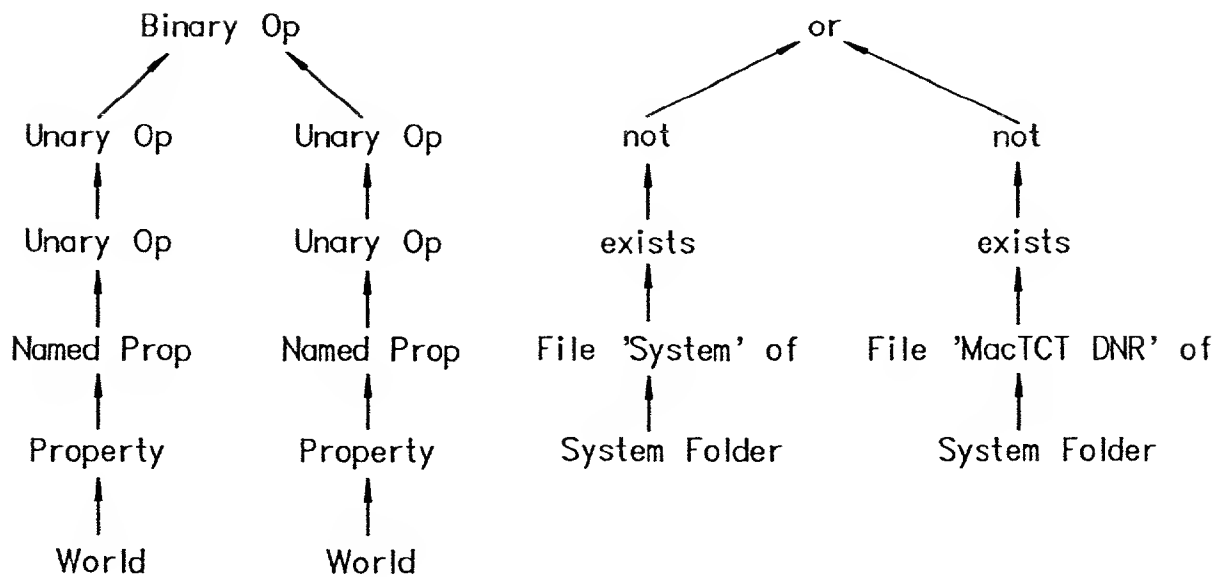 Binary Op or
Unary Op Unary Op not not
Unary Op Unary Op exists exists
Named Prop Named Prop File 'System' of File 'MacTCT DNR' of
Property Property System Folder System Folder
World World